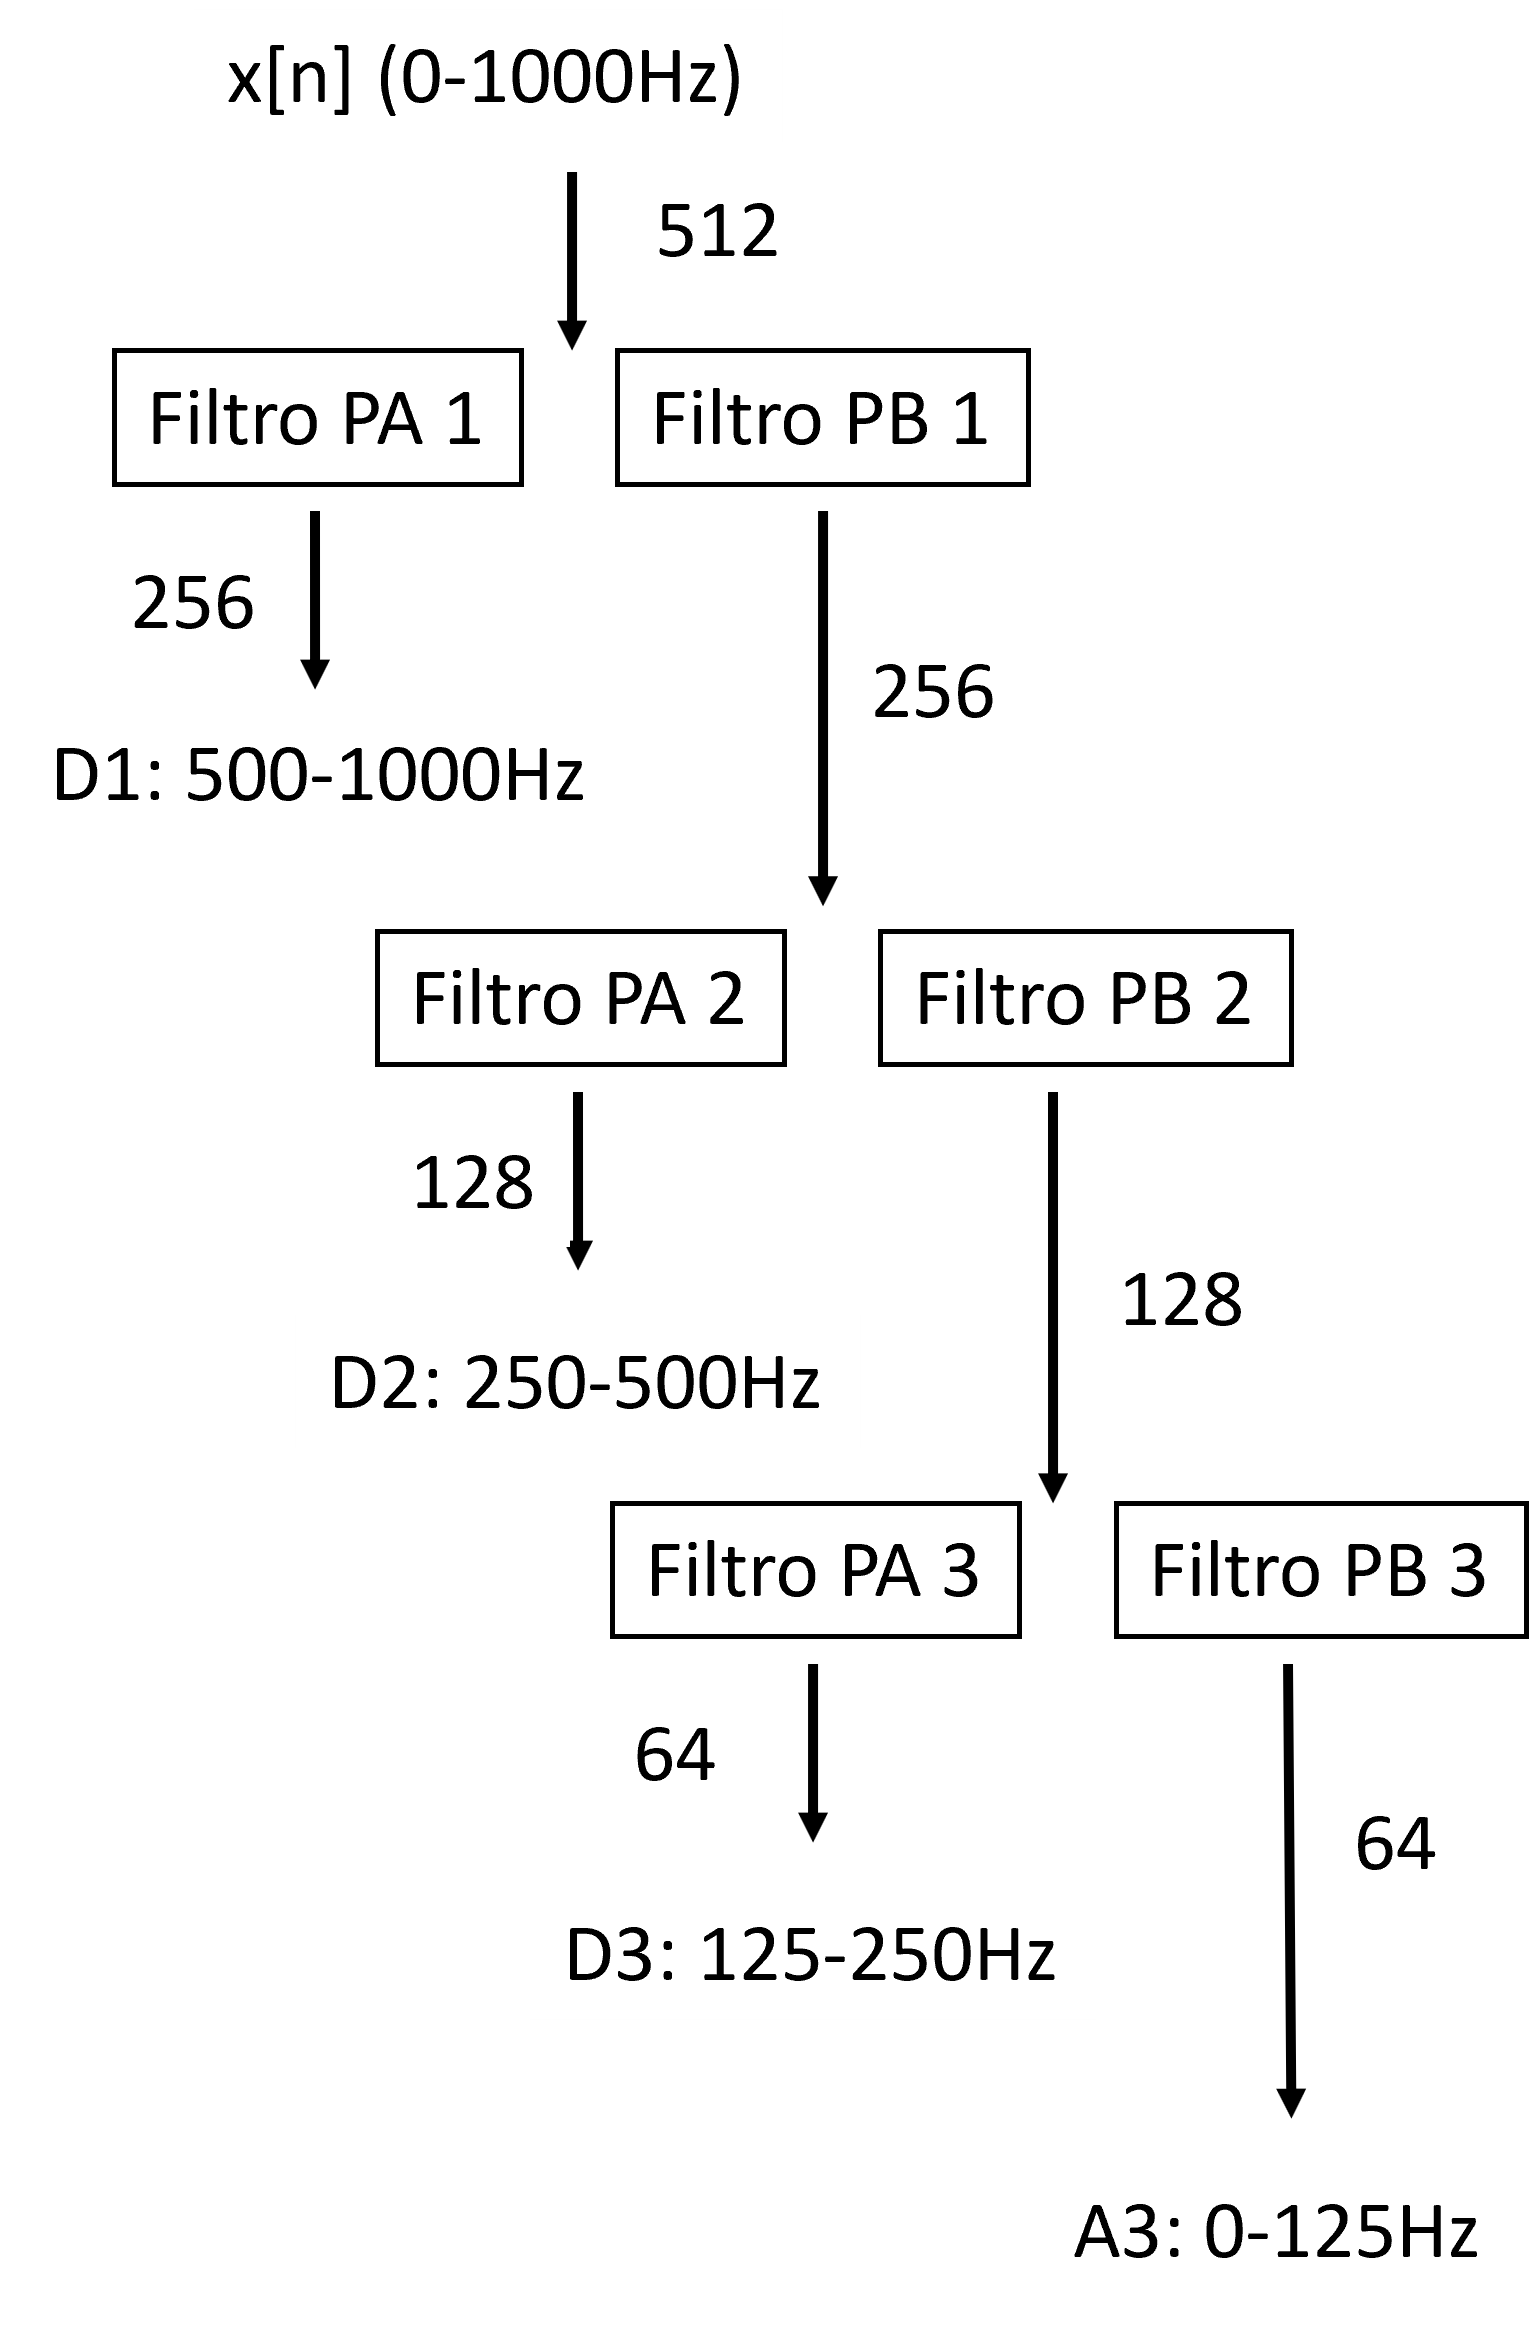 x[n] (0-1000Hz)
512
Filtro PA 1
Filtro PB 1
256
256
D1: 500-1000Hz
Filtro PA 2
Filtro PB 2
128
128
D2: 250-500Hz
Filtro PA 3
Filtro PB 3
64
64
D3: 125-250Hz
A3: 0-125Hz